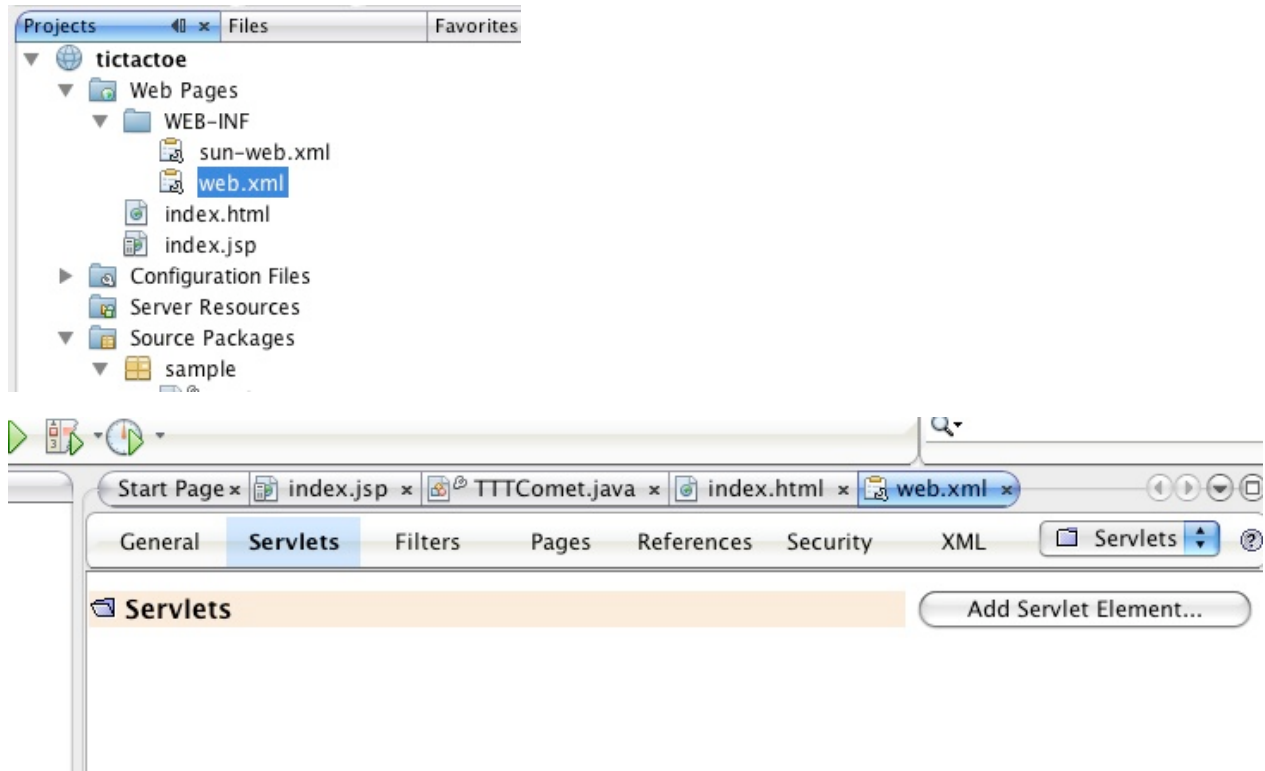 Projects Files Favorites
tictactoe
Web Pages
WEB-INF
sun-web.xml
web.xml
index.html
index.jsp
Configuration Files
Server Resources
Source Packages
sample
Start Page index.jsp TTTComet.java index.html web.xml
General Servlets Filters Pages References Security XML Servlets
Servlets Add Servlet Element...